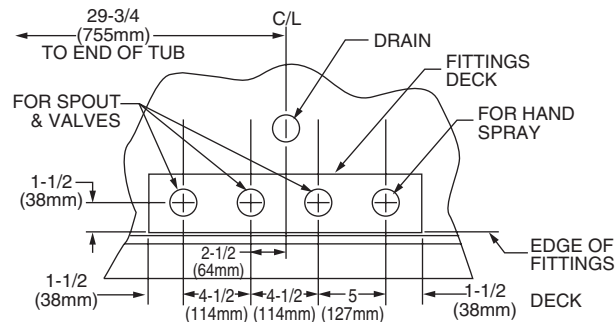 29-3/4
(755mm)
TO END OF TUB
C/L
DRAIN
FITTINGS
DECK
FOR SPOUT
& VALVES
FOR HAND
SPRAY
1-1/2
(38mm)
2-1/2
(64mm)
EDGE OF
FITTINGS
DECK
1-1/2
(38mm)
4-1/2
(114mm)
4-1/2
(114mm)
5
(127mm)
1-1/2
(38mm)